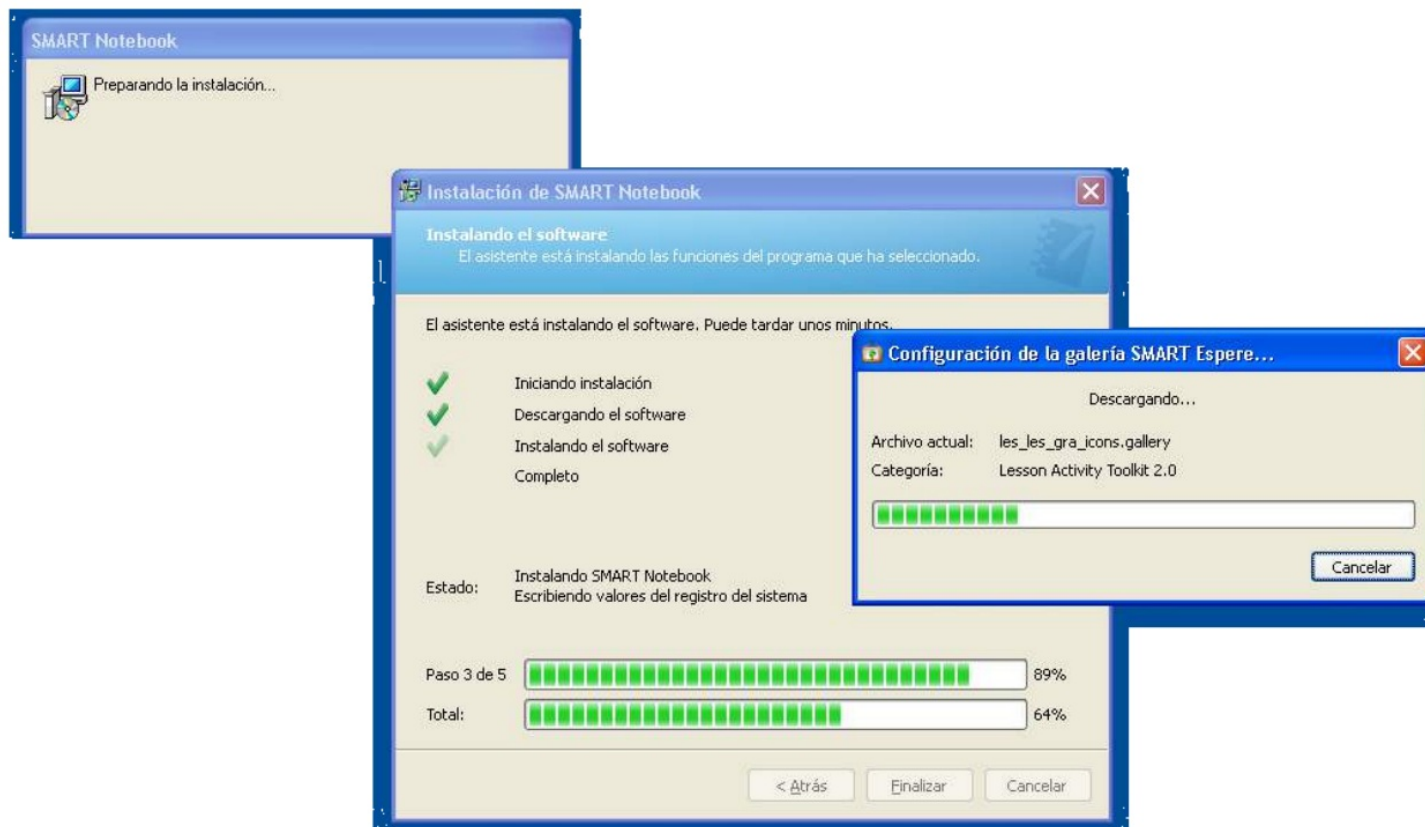 SMART Notebook
Preparando la instalación...
Instalación de SMART Notebook
Instalando el software
El asistente está instalando las funciones del programa que ha seleccionado.
El asistente está instalando el software. Puede tardar unos minutos.
Iniciando instalación
Descargando el software
Instalando el software
Completo
Estado:
Instalando SMART Notebook
Escribiendo valores del registro del sistema
Paso 3 de 5 89%
Total: 64%
< Atrás Finalizar Cancelar
Configuración de la galería SMART Espere...
Descargando...
Archivo actual: les_les_gra_icons.gallery
Categoría: Lesson Activity Toolkit 2.0
Cancelar